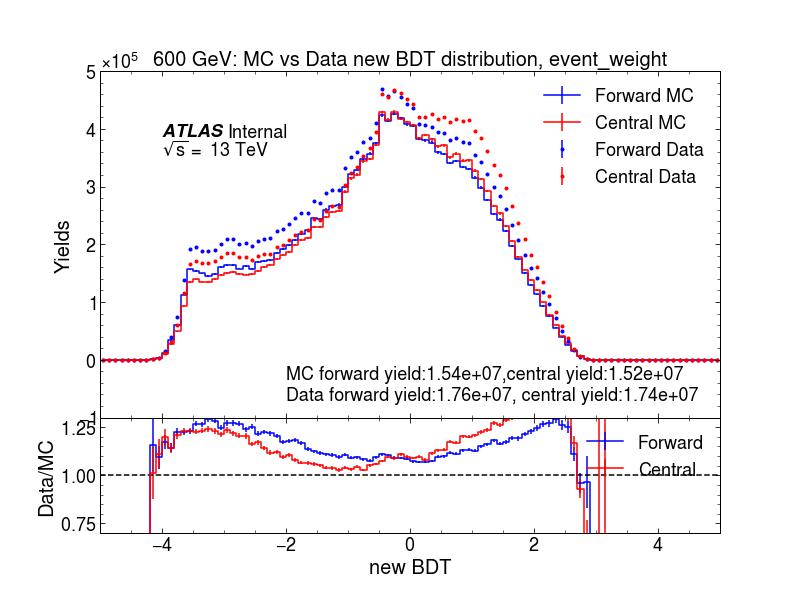 ×10⁵ 600 GeV: MC vs Data new BDT distribution, event_weight
5
4
3
2
1
0
1
Yields
ATLAS Internal
√s = 13 TeV
Forward MC
Central MC
Forward Data
Central Data
MC forward yield:1.54e+07,central yield:1.52e+07
Data forward yield:1.76e+07, central yield:1.74e+07
1.25
1.00
0.75
Data/MC
Forward
Central
−4 −2 0 2 4
new BDT